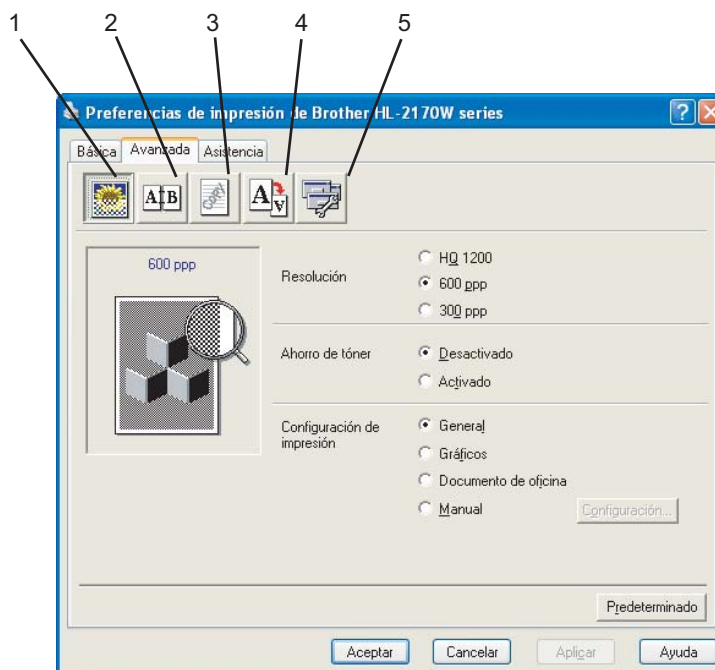 1 2 3 4 5
Preferencias de impresión de Brother HL-2170W series
Básica Avanzada Asistencia
A B Copy A A
600 ppp
Resolución
HQ 1200
600 ppp
300 ppp
Ahorro de tóner
Desactivado
Activado
Configuración de
impresión
General
Gráficos
Documento de oficina
Manual
Configuración...
Predeterminado
Aceptar Cancelar Aplicar Ayuda